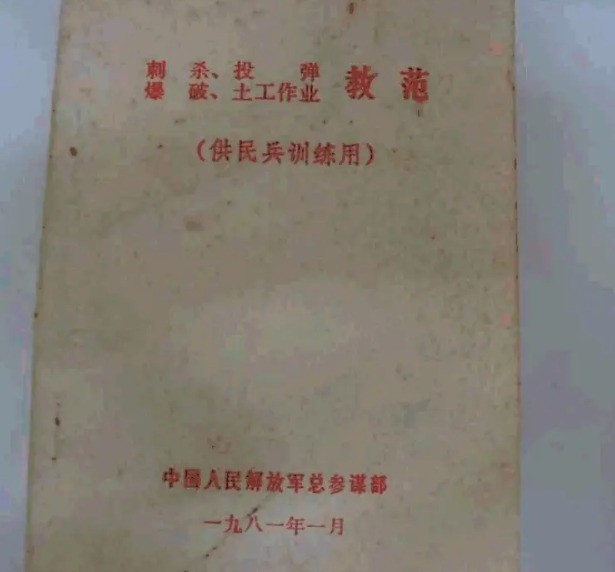 刺杀、投弹
爆破、土工作业 教范
(供民兵训练用)
中国人民解放军总参谋部
一九八一年一月